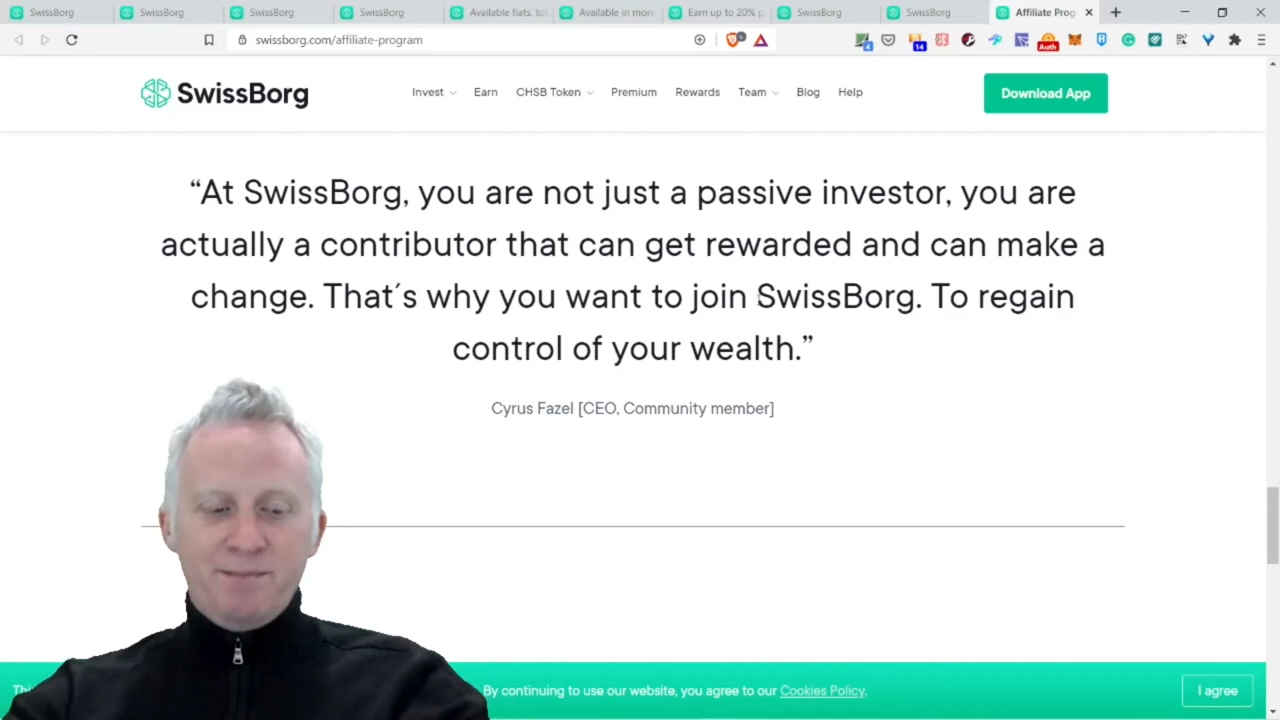 SwissBorg
SwissBorg
SwissBorg
SwissBorg
Available fiats, to
Available in more
Earn up to 20% p
SwissBorg
SwissBorg
Affiliate Prog
swissborg.com/affiliate-program
14
Auth
SwissBorg
Invest
Earn
CHSB Token
Premium
Rewards
Team
Blog
Help
Download App
“At SwissBorg, you are not just a passive investor, you are
actually a contributor that can get rewarded and can make a
change. That´s why you want to join SwissBorg. To regain
control of your wealth.”
Cyrus Fazel [CEO, Community member]
By continuing to use our website, you agree to our Cookies Policy.
I agree